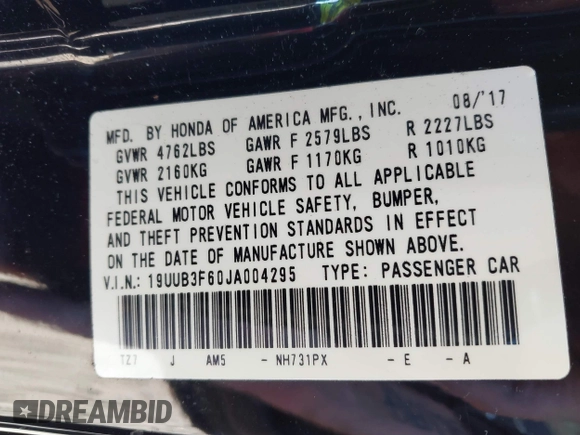 MFD. BY HONDA OF AMERICA MFG., INC. 08/'17
GVWR 4762LBS GAWR F 2579LBS R 2227LBS
GVWR 2160KG GAWR F 1170KG R 1010KG
THIS VEHICLE CONFORMS TO ALL APPLICABLE
FEDERAL MOTOR VEHICLE SAFETY, BUMPER,
AND THEFT PREVENTION STANDARDS IN EFFECT
ON THE DATE OF MANUFACTURE SHOWN ABOVE.
V.I.N.: 19UUB3F60JA004295 TYPE: PASSENGER CAR
TZ7 J AM5 - NH731PX - E - A
DREAMBID